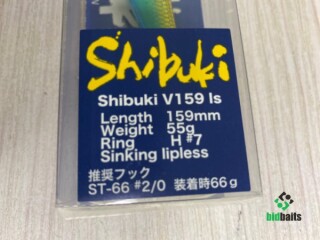 Shibuki
Shibuki V159 Is
Length 159mm
Weight 55g
Ring H #7
Sinking lipless
推奨フック
ST-66 #2/0 装着時66g
bidbaits